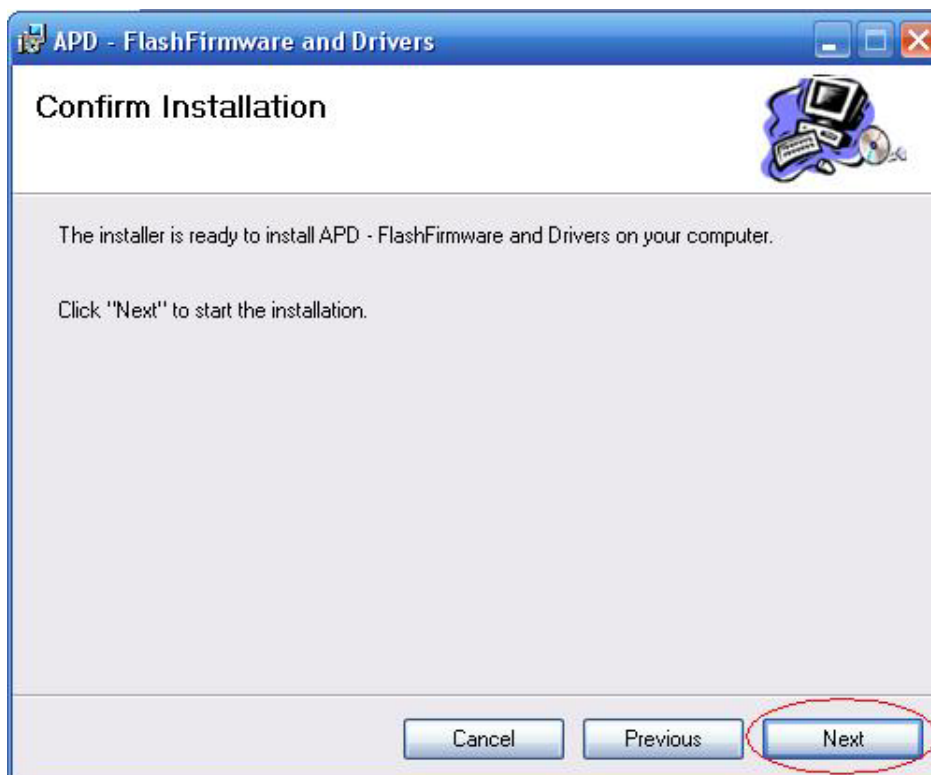 APD - FlashFirmware and Drivers
Confirm Installation
The installer is ready to install APD - FlashFirmware and Drivers on your computer.
Click "Next" to start the installation.
Cancel Previous Next